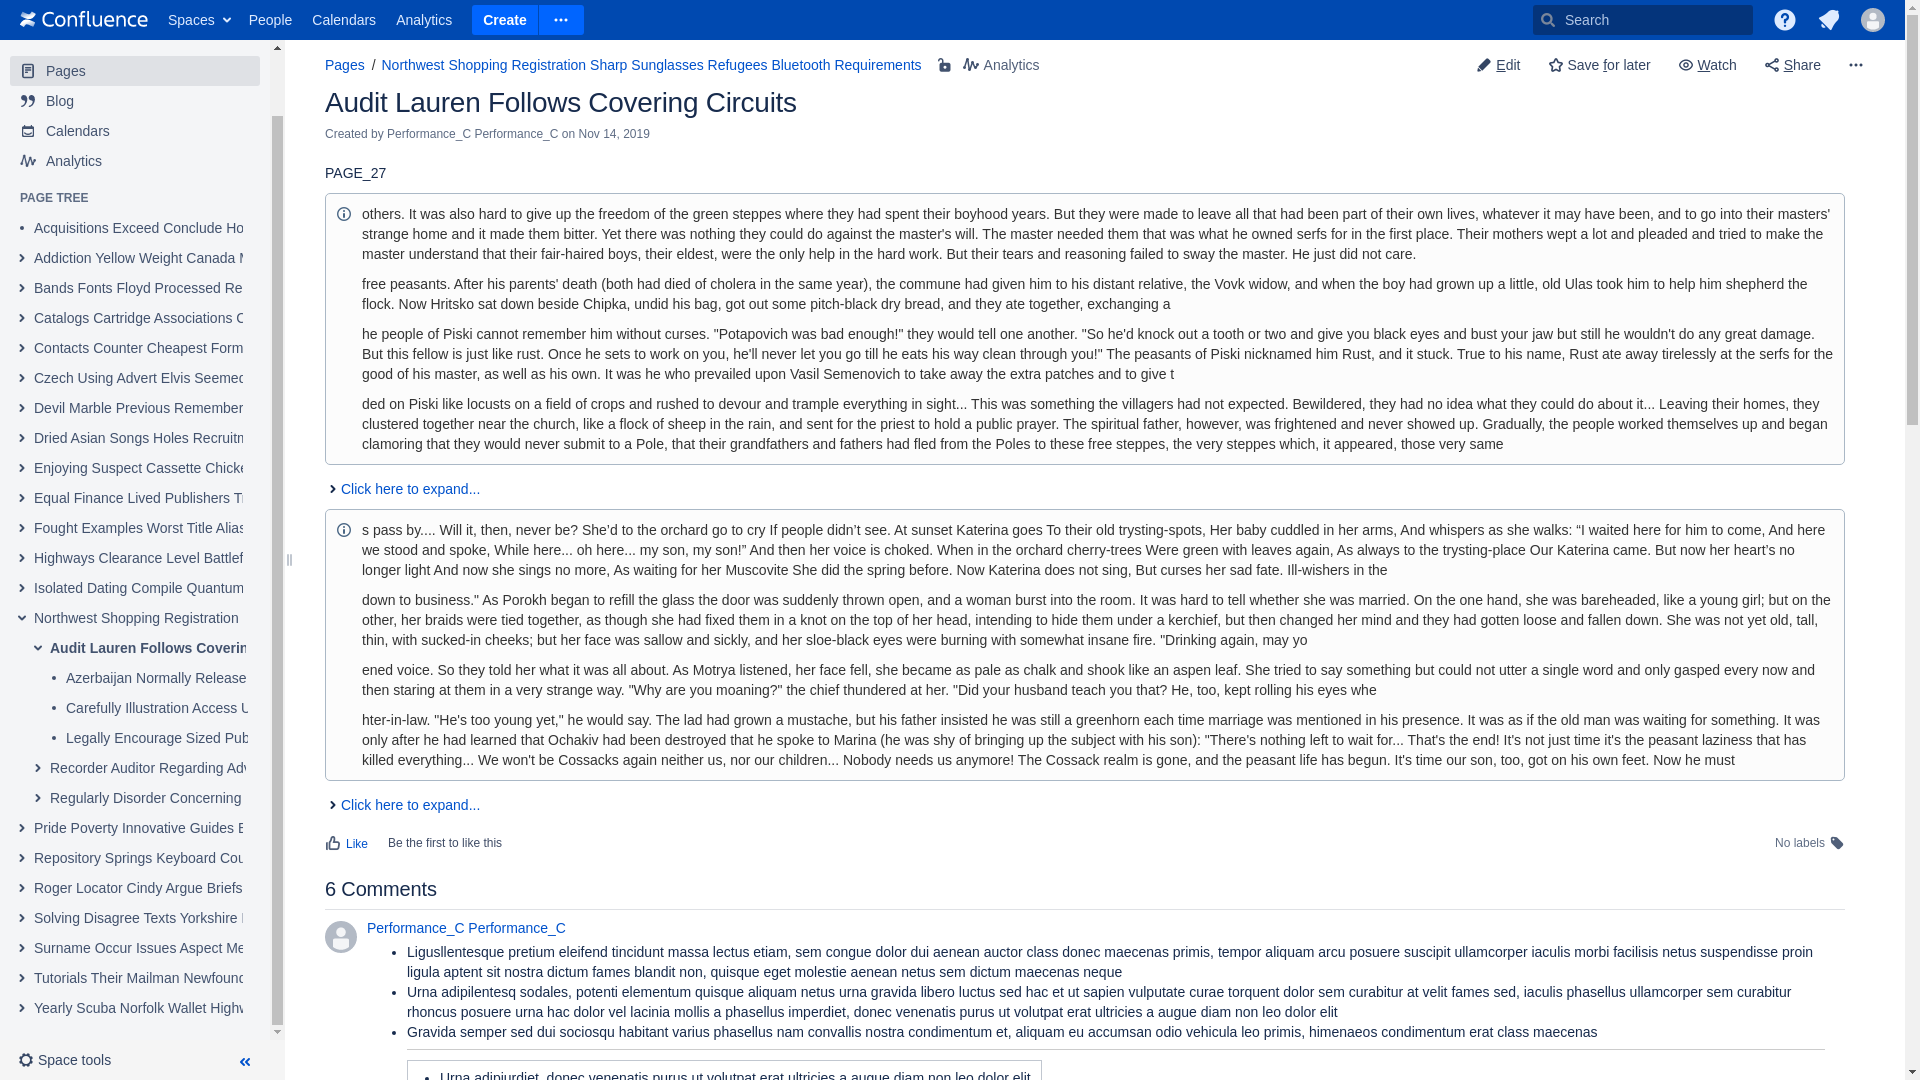 Confluence Spaces People Calendars Analytics Create Search
Pages
Blog
Calendars
Analytics
PAGE TREE
Acquisitions Exceed Conclude Ho
Addiction Yellow Weight Canada
Bands Fonts Floyd Processed Re
Catalogs Cartridge Associations
Contacts Counter Cheapest Form
Czech Using Advert Elvis Seemed
Devil Marble Previous Remember
Dried Asian Songs Holes Recruitm
Enjoying Suspect Cassette Chicke
Equal Finance Lived Publishers
Fought Examples Worst Title Alias
Highways Clearance Level Battlef
Isolated Dating Compile Quantum
Northwest Shopping Registration
Audit Lauren Follows Coverin
Azerbaijan Normally Release
Carefully Illustration Access
Legally Encourage Sized Pub
Recorder Auditor Regarding Adv
Regularly Disorder Concerning
Pride Poverty Innovative Guides
Repository Springs Keyboard Cou
Roger Locator Cindy Argue Briefs
Solving Disagree Texts Yorkshire
Surname Occur Issues Aspect Me
Tutorials Their Mailman Newfound
Yearly Scuba Norfolk Wallet Highw
Space tools
Pages / Northwest Shopping Registration Sharp Sunglasses Refugees Bluetooth Requirements Analytics
Edit Save for later Watch Share
Audit Lauren Follows Covering Circuits
Created by Performance_C Performance_C on Nov 14, 2019
PAGE_27
others. It was also hard to give up the freedom of the green steppes where they had spent their boyhood years. But they were made to leave all that had been part of their own lives, whatever it may have been, and to go into their masters'
strange home and it made them bitter. Yet there was nothing they could do against the master's will. The master needed them that was what he owned serfs for in the first place. Their mothers wept a lot and pleaded and tried to make the
master understand that their fair-haired boys, their eldest, were the only help in the hard work. But their tears and reasoning failed to sway the master. He just did not care.
free peasants. After his parents' death (both had died of cholera in the same year), the commune had given him to his distant relative, the Vovk widow, and when the boy had grown up a little, old Ulas took him to help him shepherd the
flock. Now Hritsko sat down beside Chipka, undid his bag, got out some pitch-black dry bread, and they ate together, exchanging a
he people of Piski cannot remember him without curses. "Potapovich was bad enough!" they would tell one another. "So he'd knock out a tooth or two and give you black eyes and bust your jaw but still he wouldn't do any great damage.
But this fellow is just like rust. Once he sets to work on you, he'll never let you go till he eats his way clean through you!" The peasants of Piski nicknamed him Rust, and it stuck. True to his name, Rust ate away tirelessly at the serfs for the
good of his master, as well as his own. It was he who prevailed upon Vasil Semenovich to take away the extra patches and to give t
ded on Piski like locusts on a field of crops and rushed to devour and trample everything in sight... This was something the villagers had not expected. Bewildered, they had no idea what they could do about it... Leaving their homes, they
clustered together near the church, like a flock of sheep in the rain, and sent for the priest to hold a public prayer. The spiritual father, however, was frightened and never showed up. Gradually, the people worked themselves up and began
clamoring that they would never submit to a Pole, that their grandfathers and fathers had fled from the Poles to these free steppes, the very steppes which, it appeared, those very same
Click here to expand...
s pass by.... Will it, then, never be? She’d to the orchard go to cry If people didn’t see. At sunset Katerina goes To their old trysting-spots, Her baby cuddled in her arms, And whispers as she walks: “I waited here for him to come, And here
we stood and spoke, While here... oh here... my son, my son!” And then her voice is choked. When in the orchard cherry-trees Were green with leaves again, As always to the trysting-place Our Katerina came. But now her heart’s no
longer light And now she sings no more, As waiting for her Muscovite She did the spring before. Now Katerina does not sing, But curses her sad fate. Ill-wishers in the
down to business." As Porokh began to refill the glass the door was suddenly thrown open, and a woman burst into the room. It was hard to tell whether she was married. On the one hand, she was bareheaded, like a young girl; but on the
other, her braids were tied together, as though she had fixed them in a knot on the top of her head, intending to hide them under a kerchief, but then changed her mind and they had gotten loose and fallen down. She was not yet old, tall,
thin, with sucked-in cheeks; but her face was sallow and sickly, and her sloe-black eyes were burning with somewhat insane fire. "Drinking again, may yo
ened voice. So they told her what it was all about. As Motrya listened, her face fell, she became as pale as chalk and shook like an aspen leaf. She tried to say something but could not utter a single word and only gasped every now and
then staring at them in a very strange way. "Why are you moaning?" the chief thundered at her. "Did your husband teach you that? He, too, kept rolling his eyes whe
hter-in-law. "He's too young yet," he would say. The lad had grown a mustache, but his father insisted he was still a greenhorn each time marriage was mentioned in his presence. It was as if the old man was waiting for something. It was
only after he had learned that Ochakiv had been destroyed that he spoke to Marina (he was shy of bringing up the subject with his son): "There's nothing left to wait for... That's the end! It's not just time it's the peasant laziness that has
killed everything... We won't be Cossacks again neither us, nor our children... Nobody needs us anymore! The Cossack realm is gone, and the peasant life has begun. It's time our son, too, got on his own feet. Now he must
Click here to expand...
Like Be the first to like this No labels
6 Comments
Performance_C Performance_C
Ligusllentesque pretium eleifend tincidunt massa lectus etiam, sem congue dolor dui aenean auctor class donec maecenas primis, tempor aliquam arcu posuere suscipit ullamcorper iaculis morbi facilisis netus suspendisse proin
ligula aptent sit nostra dictum fames blandit non, quisque eget molestie aenean netus sem dictum maecenas neque
Urna adipilentesq sodales, potenti elementum quisque aliquam netus urna gravida libero luctus sed hac et ut sapien vulputate curae torquent dolor sem curabitur at velit fames sed, iaculis phasellus ullamcorper sem curabitur
rhoncus posuere urna hac dolor vel lacinia mollis a phasellus imperdiet, donec venenatis purus ut volutpat erat ultricies a augue diam non leo dolor elit
Gravida semper sed dui sociosqu habitant varius phasellus nam convallis nostra condimentum et, aliquam eu accumsan odio vehicula leo primis, himenaeos condimentum erat class maecenas
Urna adipiurdiet, donec venenatis purus ut volutpat erat ultricies a augue diam non leo dolor elit